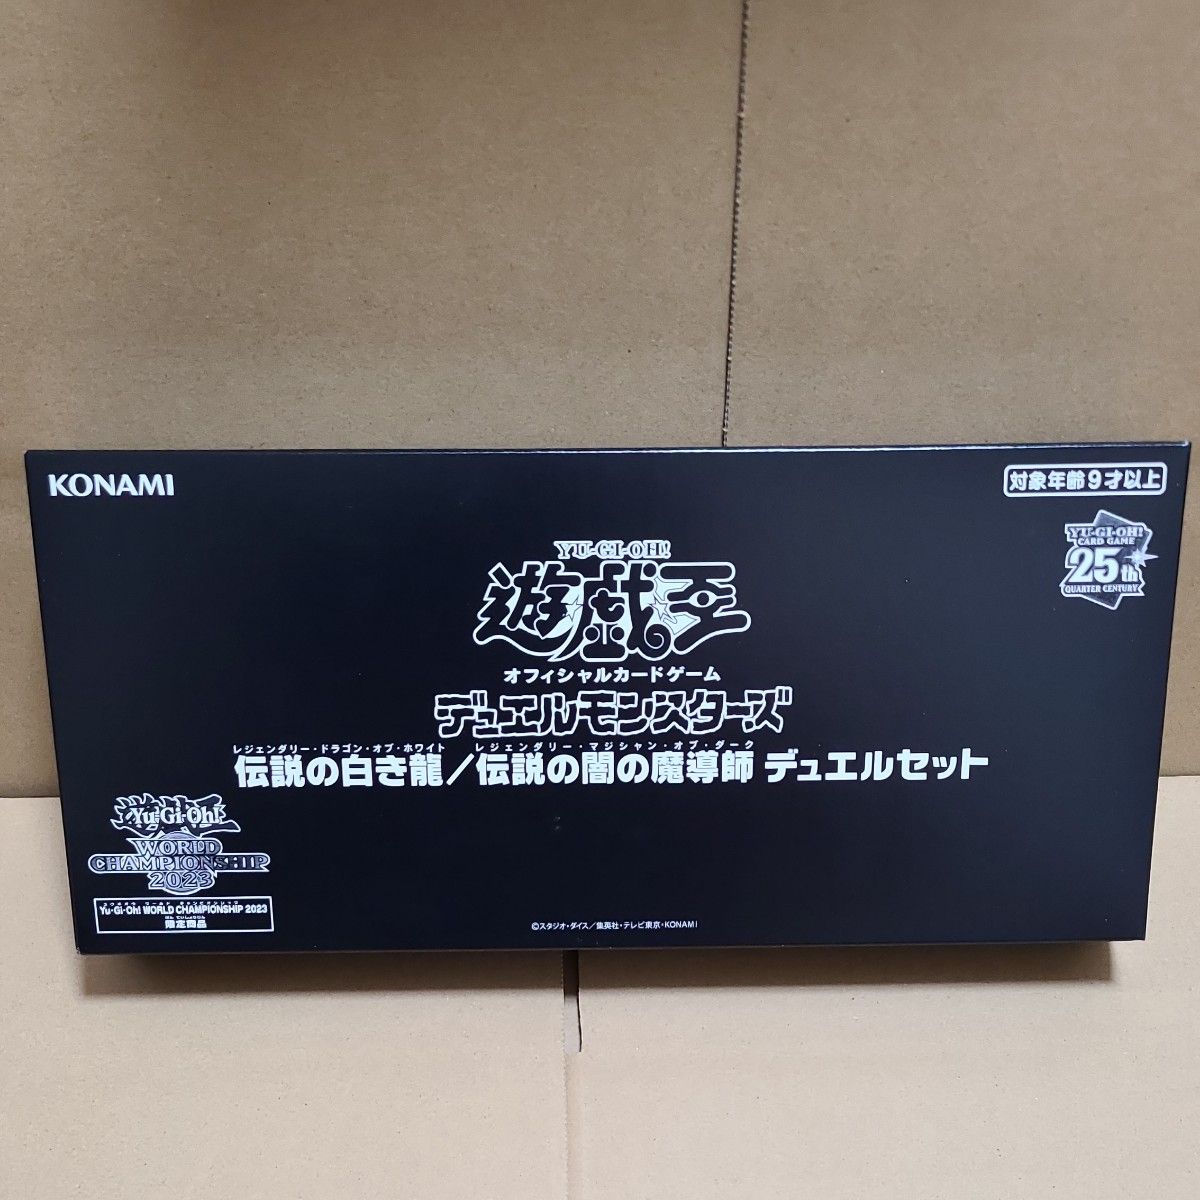 KONAMI
対象年齢9才以上
YU-GI-OH!
CARD GAME
25th
QUARTER CENTURY
YU-GI-OH!
遊戯王
オフィシャルカードゲーム
デュエルモンスターズ
レジェンダリー・ドラゴン・オブ・ホワイト レジェンダリー・マジシャン・オブ・ダーク
伝説の白き龍／伝説の闇の魔導師 デュエルセット
遊戯王
Yu-Gi-Oh!
WORLD
CHAMPIONSHIP
2023
Yu-Gi-Oh! WORLD CHAMPIONSHIP 2023
限定商品
©スタジオ・ダイス／集英社・テレビ東京・KONAMI